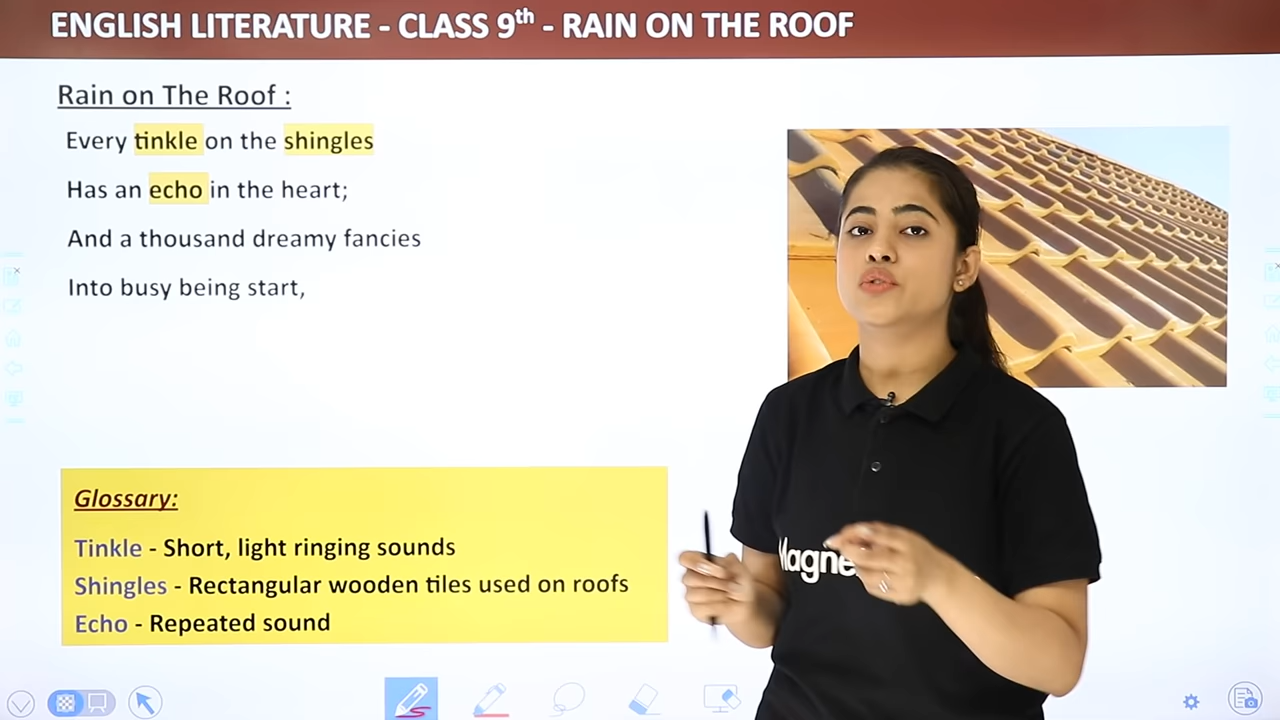 ENGLISH LITERATURE - CLASS 9th - RAIN ON THE ROOF
Rain on The Roof :
Every tinkle on the shingles
Has an echo in the heart;
And a thousand dreamy fancies
Into busy being start,
Glossary:
Tinkle - Short, light ringing sounds
Shingles - Rectangular wooden tiles used on roofs
Echo - Repeated sound
Magne